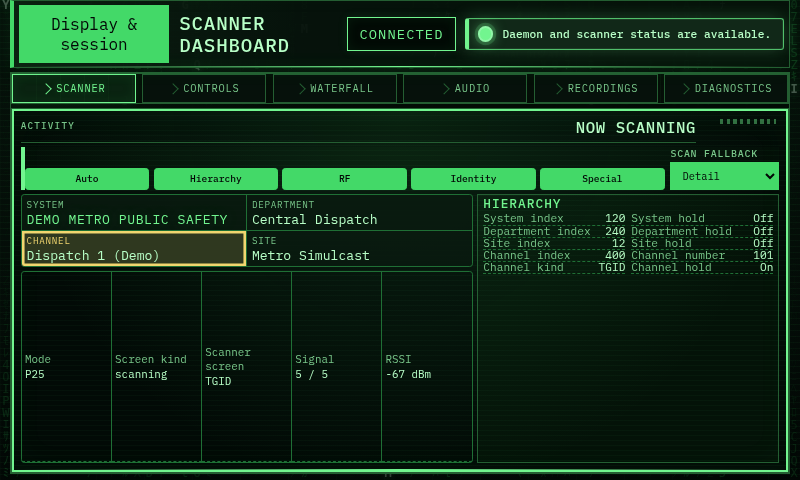 Display &
session
SCANNER
DASHBOARD
CONNECTED
Daemon and scanner status are available.
SCANNER
CONTROLS
WATERFALL
AUDIO
RECORDINGS
DIAGNOSTICS
ACTIVITY
NOW SCANNING
SCAN FALLBACK
Auto
Hierarchy
RF
Identity
Special
Detail
SYSTEM
DEMO METRO PUBLIC SAFETY
DEPARTMENT
Central Dispatch
CHANNEL
Dispatch 1 (Demo)
SITE
Metro Simulcast
HIERARCHY
System index 120 System hold Off
Department index 240 Department hold Off
Site index 12 Site hold Off
Channel index 400 Channel number 101
Channel kind TGID Channel hold On
Mode
P25
Screen kind
scanning
Scanner
screen
TGID
Signal
5 / 5
RSSI
-67 dBm